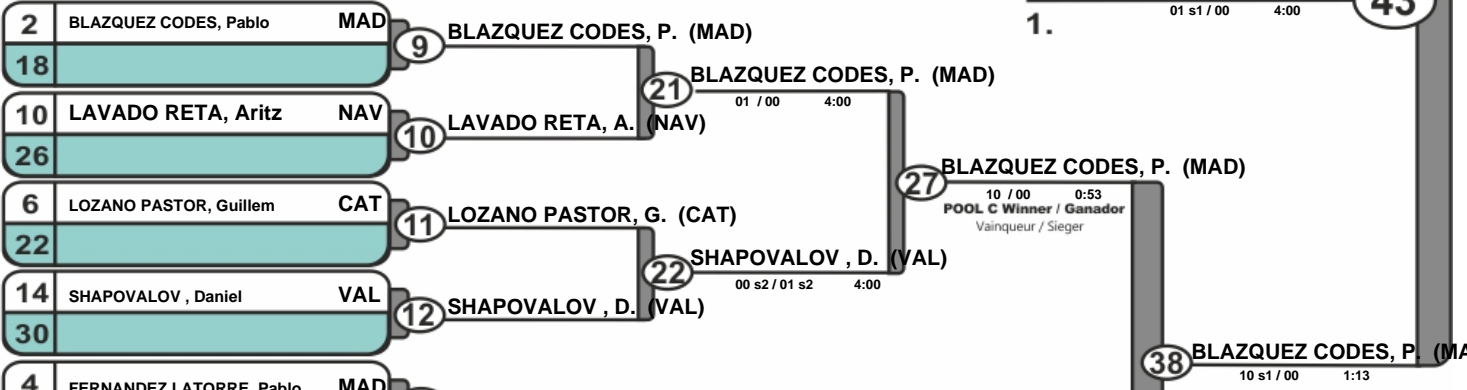 2 BLAZQUEZ CODES, Pablo MAD
18
9 BLAZQUEZ CODES, P. (MAD)
10 LAVADO RETA, Aritz NAV
26
10 LAVADO RETA, A. (NAV)
21 BLAZQUEZ CODES, P. (MAD)
01 / 00 4:00
6 LOZANO PASTOR, Guillem CAT
22
11 LOZANO PASTOR, G. (CAT)
14 SHAPOVALOV , Daniel VAL
30
12 SHAPOVALOV , D. (VAL)
22 SHAPOVALOV , D. (VAL)
00 s2 / 01 s2 4:00
27 BLAZQUEZ CODES, P. (MAD)
10 / 00 0:53
POOL C Winner / Ganador
Vainqueur / Sieger
01 s1 / 00 4:00
43
1.
38 BLAZQUEZ CODES, P. (MA
10 s1 / 00 1:13
4 FERNANDEZ LATORRE, Pablo MAD